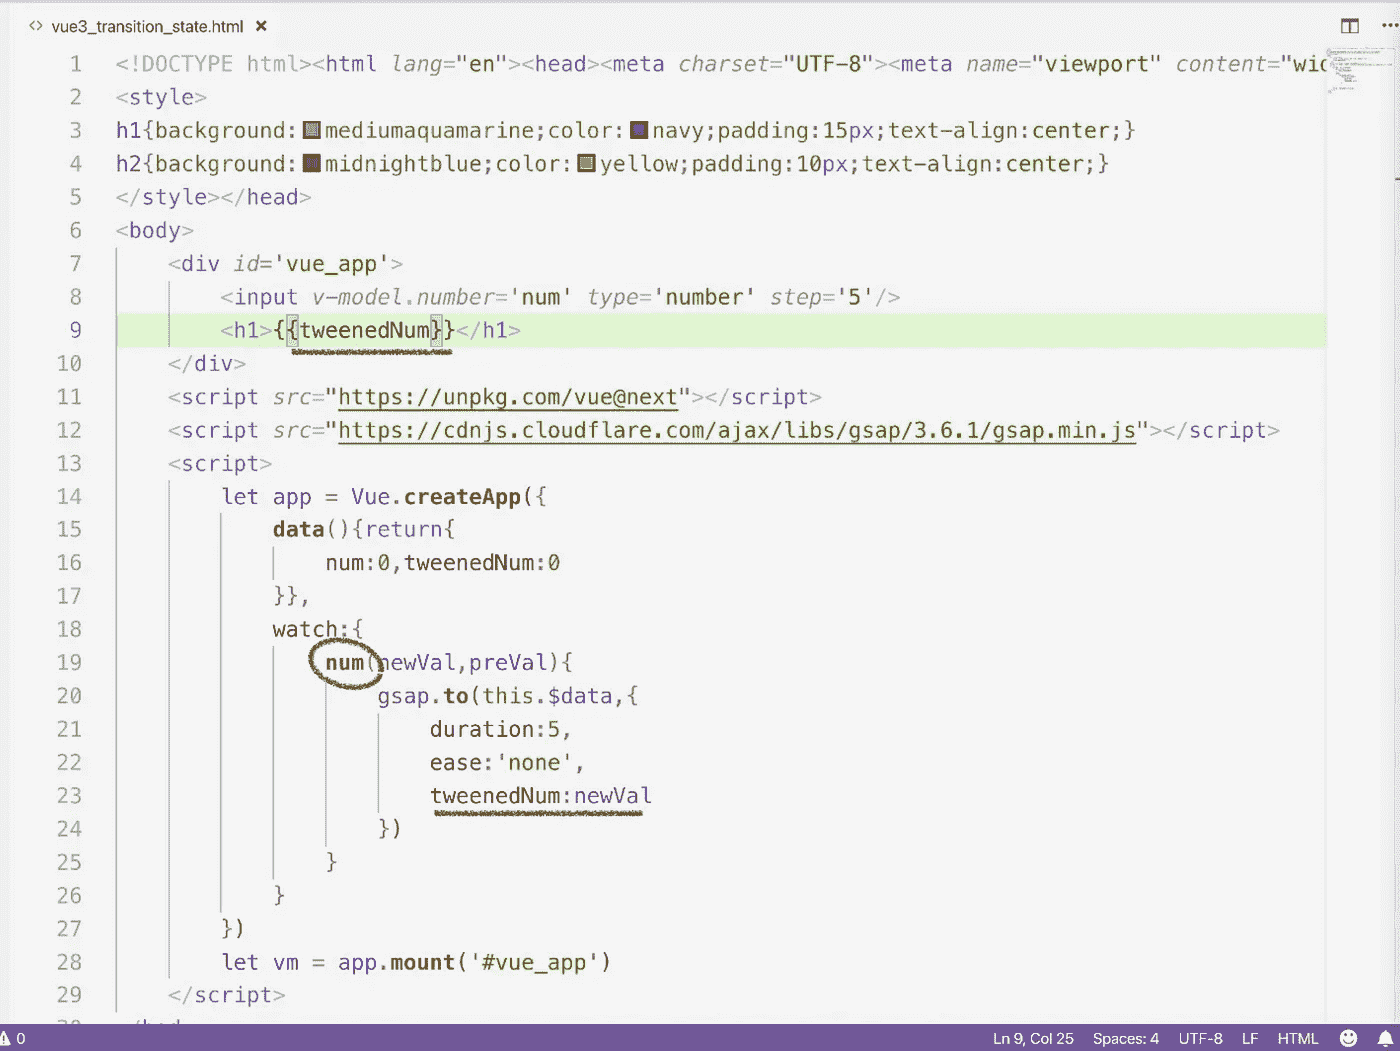 <> vue3_transition_state.html ×
1 <!DOCTYPE html><html lang="en"><head><meta charset="UTF-8"><meta name="viewport" content="wid
2 <style>
3 h1{background:mediumaquamarine;color:navy;padding:15px;text-align:center;}
4 h2{background:midnightblue;color:yellow;padding:10px;text-align:center;}
5 </style></head>
6 <body>
7 <div id='vue_app'>
8 <input v-model.number='num' type='number' step='5'/>
9 <h1>{{tweenedNum}}</h1>
10 </div>
11 <script src="https://unpkg.com/vue@next"></script>
12 <script src="https://cdnjs.cloudflare.com/ajax/libs/gsap/3.6.1/gsap.min.js"></script>
13 <script>
14 let app = Vue.createApp({
15 data(){return{
16 num:0,tweenedNum:0
17 }},
18 watch:{
19 num(newVal,preVal){
20 gsap.to(this.$data,{
21 duration:5,
22 ease:'none',
23 tweenedNum:newVal
24 })
25 }
26 }
27 })
28 let vm = app.mount('#vue_app')
29 </script>
0 Ln 9, Col 25 Spaces: 4 UTF-8 LF HTML